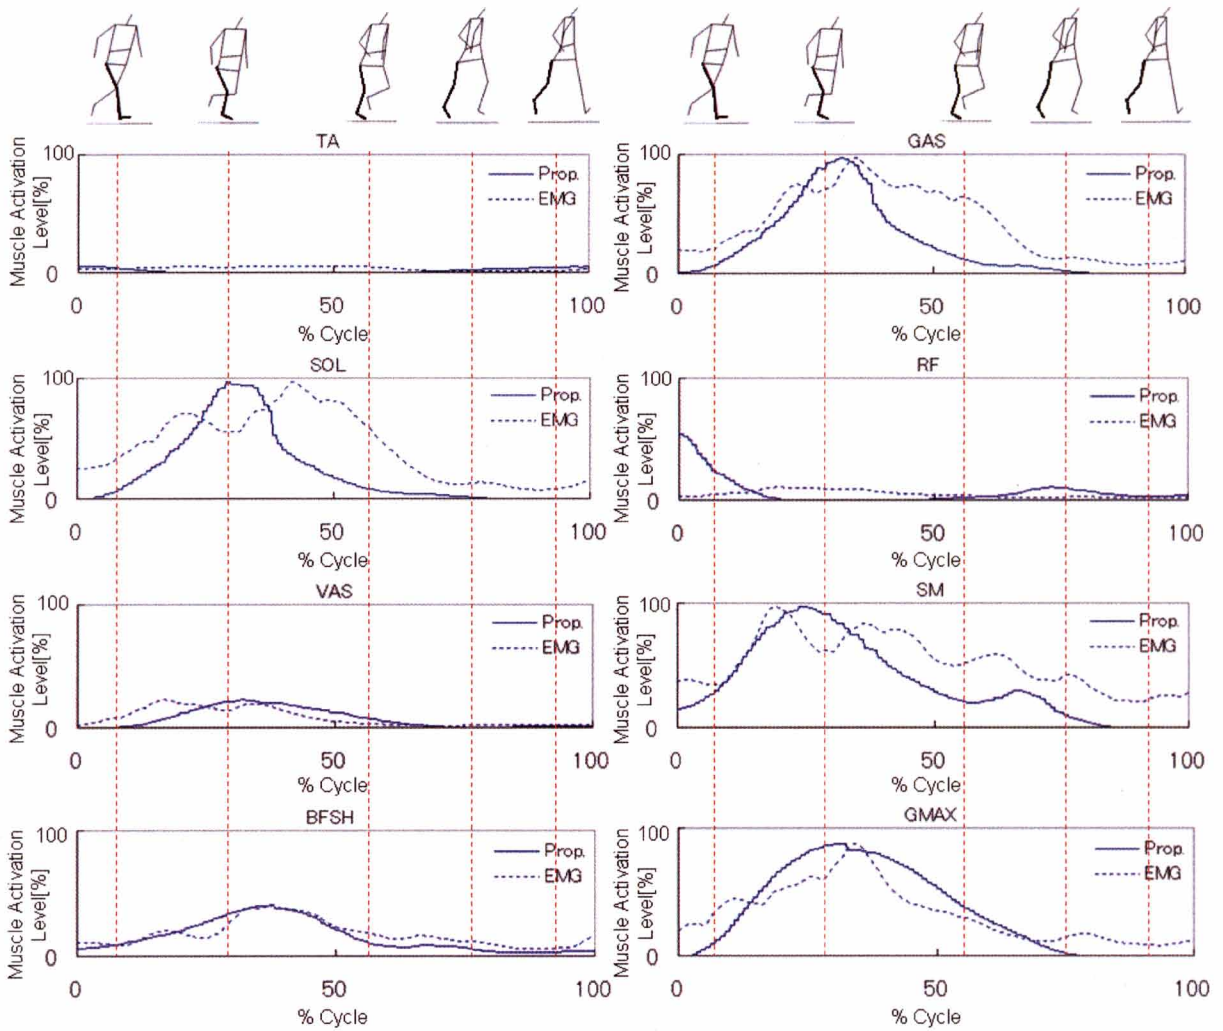 TA
100
Muscle Activation
Level[%]
Prop.
EMG
0
0
50
100
% Cycle
GAS
100
Muscle Activation
Level[%]
Prop.
EMG
0
0
50
100
% Cycle
SOL
100
Muscle Activation
Level[%]
Prop.
EMG
0
0
50
100
% Cycle
RF
100
Muscle Activation
Level[%]
Prop.
EMG
0
0
50
100
% Cycle
VAS
100
Muscle Activation
Level[%]
Prop.
EMG
0
0
50
100
% Cycle
SM
100
Muscle Activation
Level[%]
Prop.
EMG
0
0
50
100
% Cycle
BFSH
100
Muscle Activation
Level[%]
Prop.
EMG
0
0
50
100
% Cycle
GMAX
100
Muscle Activation
Level[%]
Prop.
EMG
0
0
50
100
% Cycle